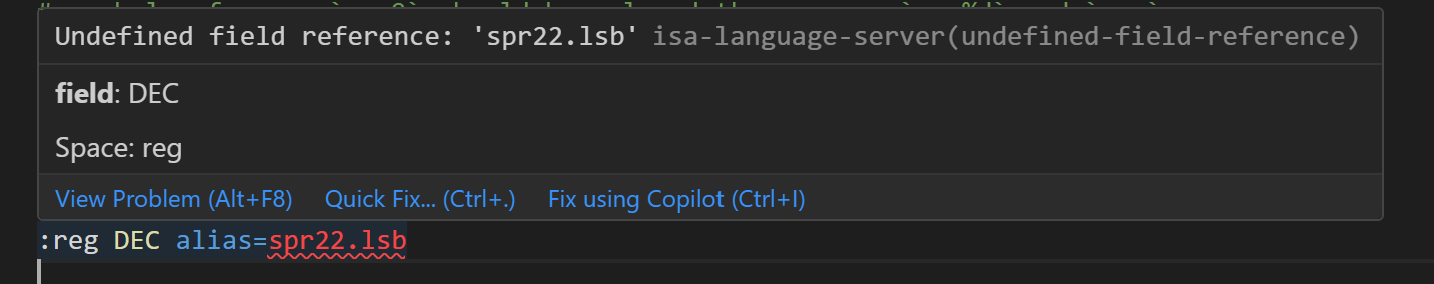 Undefined field reference: 'spr22.lsb' isa-language-server(undefined-field-reference)
field: DEC
Space: reg
View Problem (Alt+F8) Quick Fix... (Ctrl+.) Fix using Copilot (Ctrl+I)
:reg DEC alias=spr22.lsb